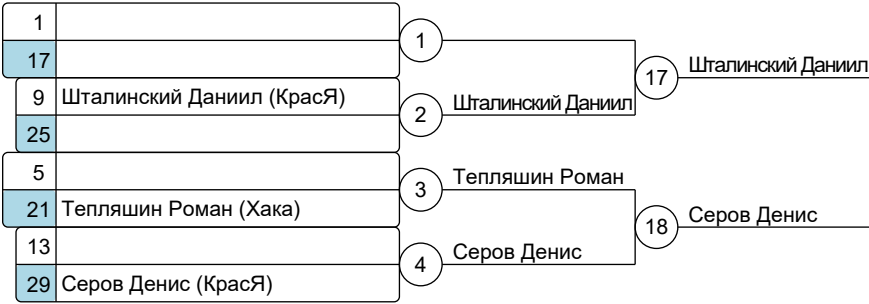 1
17
1
9 Шталинский Даниил (КрасЯ)
25
2
Шталинский Даниил
17
Шталинский Даниил
5
21 Тепляшин Роман (Хака)
3
Тепляшин Роман
13
29 Серов Денис (КрасЯ)
4
Серов Денис
18
Серов Денис